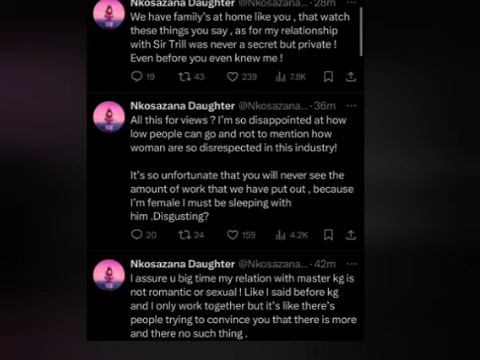 Nkosazana Daughter @Nkosazana... · 28m
We have family's at home like you , that watch
these things you say , as for my relationship
with Sir Trill was never a secret but private !
Even before you even knew me !
19 43 239 7.8K
Nkosazana Daughter @Nkosazana... · 36m
All this for views ? I'm so disappointed at how
low people can go and not to mention how
woman are so disrespected in this industry!
It's so unfortunate that you will never see the
amount of work that we have put out , because
I'm female I must be sleeping with
him .Disgusting?
20 24 159 4.2K
Nkosazana Daughter @Nkosazana... · 42m
I assure u big time my relation with master kg is
not romantic or sexual ! Like I said before kg
and I only work together but it's like there's
people trying to convince you that there is more
and there no such thing .